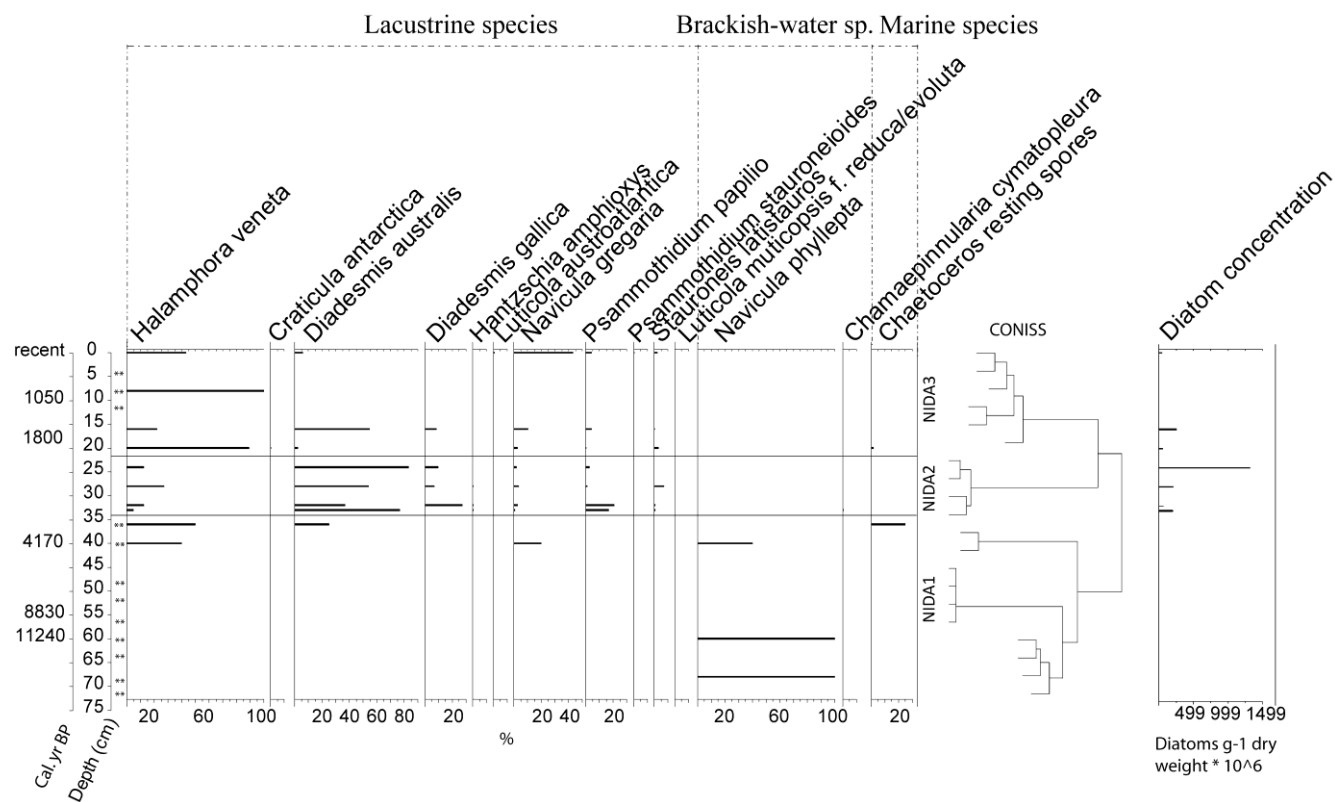 Lacustrine species
Brackish-water sp. Marine species
Halamphora veneta
Craticula antarctica
Diadesmis australis
Diadesmis gallica
Hantzschia amphioxys
Luticola austroatlantica
Navicula gregaria
Psammothidium papilio
Psammothidium stauroneioides
Stauroneis latistauros
Luticola muticopsis f. reduca/evoluta
Navicula phyllepta
Chamaepinnularia cymatopleura
Chaetoceros resting spores
Diatom concentration
CONISS
recent 0
5 **
1050 10 **
**
15
1800
20
25
30
35
**
4170 40 **
45
50 **
**
8830 55
**
11240 60 **
65 **
70 **
75 **
NIDA3
NIDA2
NIDA1
20 60 100 20 40 60 80 20 20 40 20 20 60 100 20 499 999 1499
%
Cal. yr BP
Depth (cm)
Diatoms g-1 dry
weight * 10^6